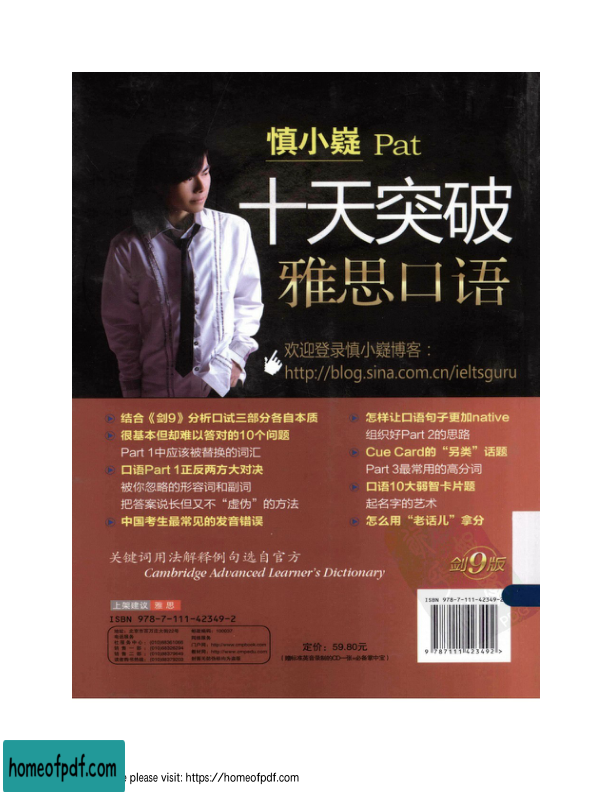 慎小嶷 Pat
十天突破
雅思口语
欢迎登录慎小嶷博客：
http://blog.sina.com.cn/ieltsguru
结合《剑9》分析口试三部分各自本质
很基本但却难以答对的10个问题
Part 1中应该被替换的词汇
口语Part 1正反两方大对决
被你忽略的形容词和副词
把答案说长但又不“虚伪”的方法
中国考生最常见的发音错误
怎样让口语句子更加native
组织好Part 2的思路
Cue Card的“另类”话题
Part 3最常用的高分词
口语10大弱智卡片题
起名字的艺术
怎么用“老话儿”拿分
关键词用法解释例句选自官方
Cambridge Advanced Learner's Dictionary
剑9版
上架建议 雅思
ISBN 978-7-111-42349-2
定价：59.80元
ISBN 978-7-111-42349-2
9 787111 423492 >
homeofpdf.com
please visit: https://homeofpdf.com